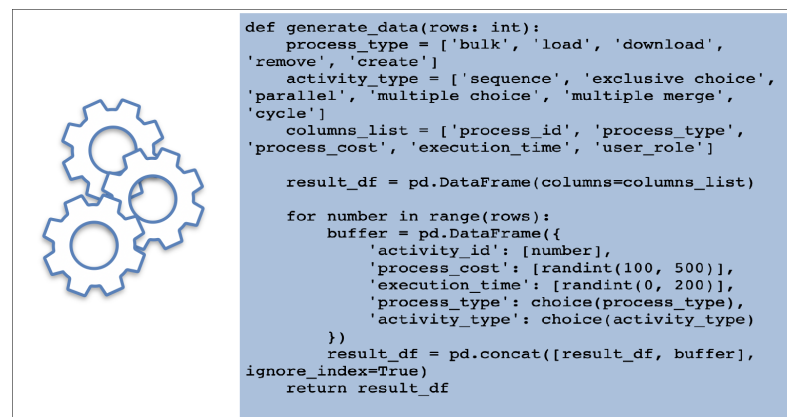 def generate_data(rows: int):
    process_type = ['bulk', 'load', 'download',
'remove', 'create']
    activity_type = ['sequence', 'exclusive choice',
'parallel', 'multiple choice', 'multiple merge',
'cycle']
    columns_list = ['process_id', 'process_type',
'process_cost', 'execution_time', 'user_role']

    result_df = pd.DataFrame(columns=columns_list)

    for number in range(rows):
        buffer = pd.DataFrame({
            'activity_id': [number],
            'process_cost': [randint(100, 500)],
            'execution_time': [randint(0, 200)],
            'process_type': choice(process_type),
            'activity_type': choice(activity_type)
        })
        result_df = pd.concat([result_df, buffer],
ignore_index=True)
    return result_df